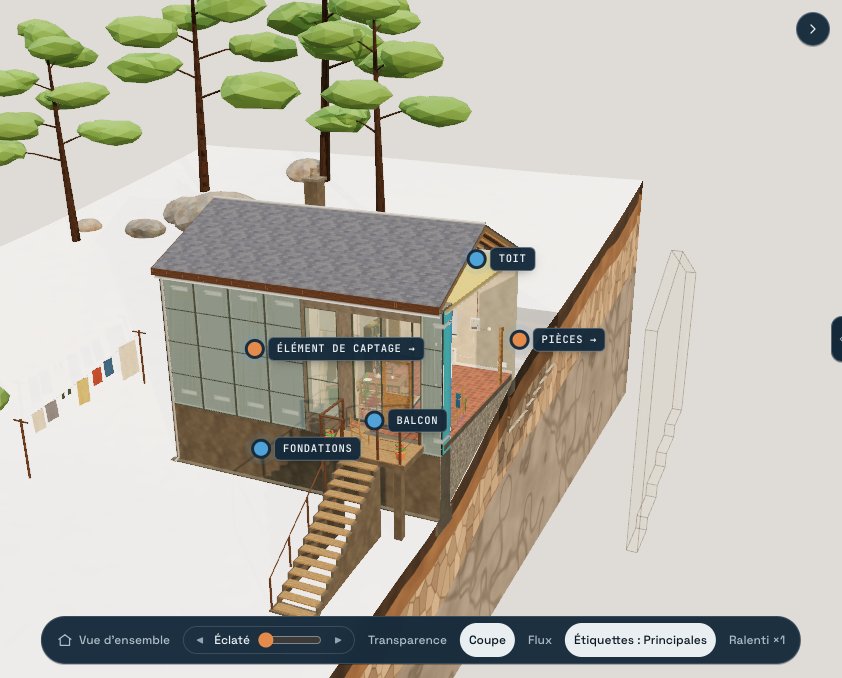 TOIT
PIÈCES →
ÉLÉMENT DE CAPTAGE →
BALCON
FONDATIONS
Vue d'ensemble ◄ Éclaté ► Transparence Coupe Flux Étiquettes : Principales Ralenti ×1